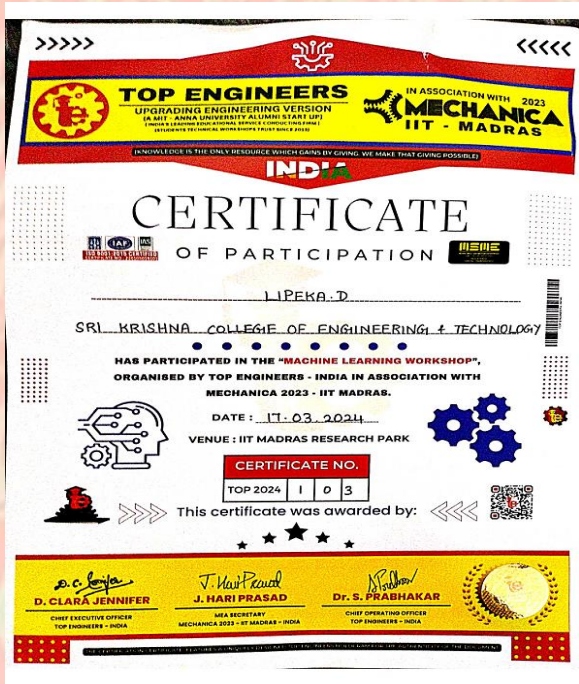 >>>>>
<<<<<
TOP ENGINEERS
UPGRADING ENGINEERING VERSION
(A MIT - ANNA UNIVERSITY ALUMNI START UP)
(INDIA'S LEADING EDUCATIONAL SERVICE CONDUCTING FIRM)
(STUDENTS TECHNICAL WORKSHOPS TRUST SINCE 2015)
IN ASSOCIATION WITH 2023
MECHANICA
IIT - MADRAS
(KNOWLEDGE IS THE ONLY RESOURCE WHICH GAINS BY GIVING. WE MAKE THAT GIVING POSSIBLE)
INDIA
CERTIFICATE
OF PARTICIPATION
IAF
IAS
MSME
LIPEKA.D
SRI KRISHNA COLLEGE OF ENGINEERING & TECHNOLOGY
HAS PARTICIPATED IN THE "MACHINE LEARNING WORKSHOP",
ORGANISED BY TOP ENGINEERS - INDIA IN ASSOCIATION WITH
MECHANICA 2023 - IIT MADRAS.
DATE : 17.03.2024
VENUE : IIT MADRAS RESEARCH PARK
CERTIFICATE NO.
TOP 2024 1 0 3
>>> This certificate was awarded by: <<<
D. CLARA JENNIFER
CHIEF EXECUTIVE OFFICER
TOP ENGINEERS - INDIA
J. HARI PRASAD
MEA SECRETARY
MECHANICA 2023 - IIT MADRAS - INDIA
Dr. S. PRABHAKAR
CHIEF OPERATING OFFICER
TOP ENGINEERS - INDIA